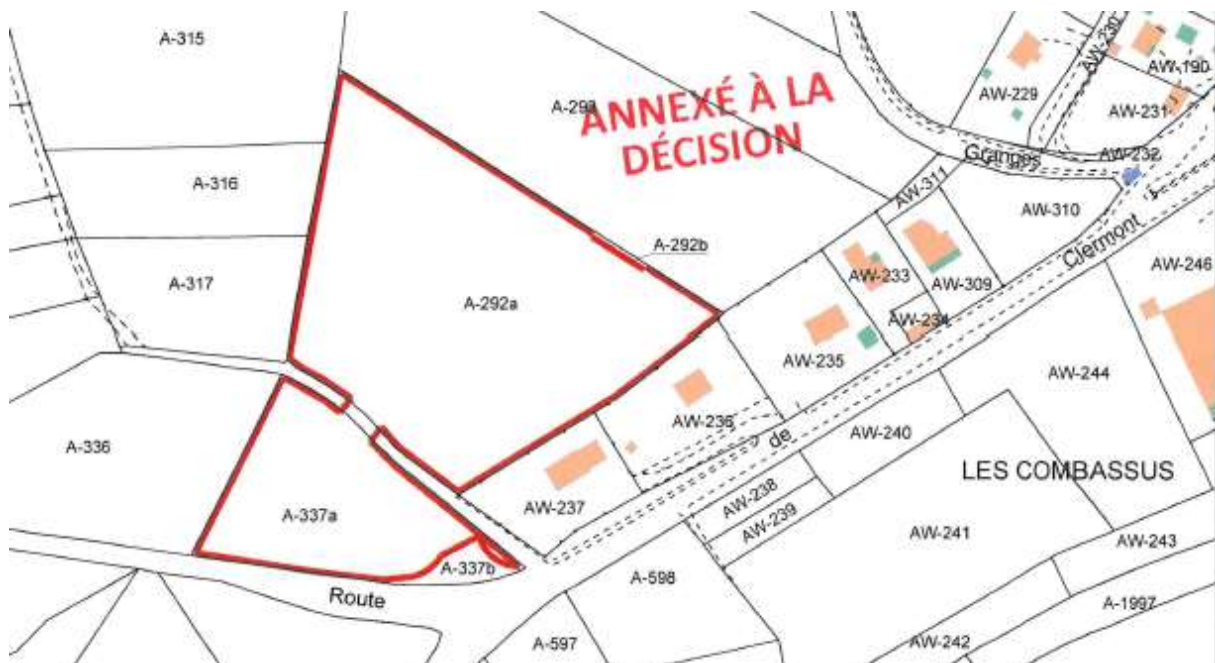 A-315
A-293
ANNEXÉ À LA
DÉCISION
AW-229
AW-230
AW-190
AW-231
AW-232
Granges
A-316
AW-311
AW-310
A-292b
Clermont
AW-246
A-317
A-292a
AW-233
AW-309
AW-234
AW-235
AW-244
A-336
AW-236
de
AW-240
LES COMBASSUS
AW-237
AW-238
AW-239
A-337a
AW-241
AW-243
A-337b
A-598
Route
A-1997
A-597
AW-242